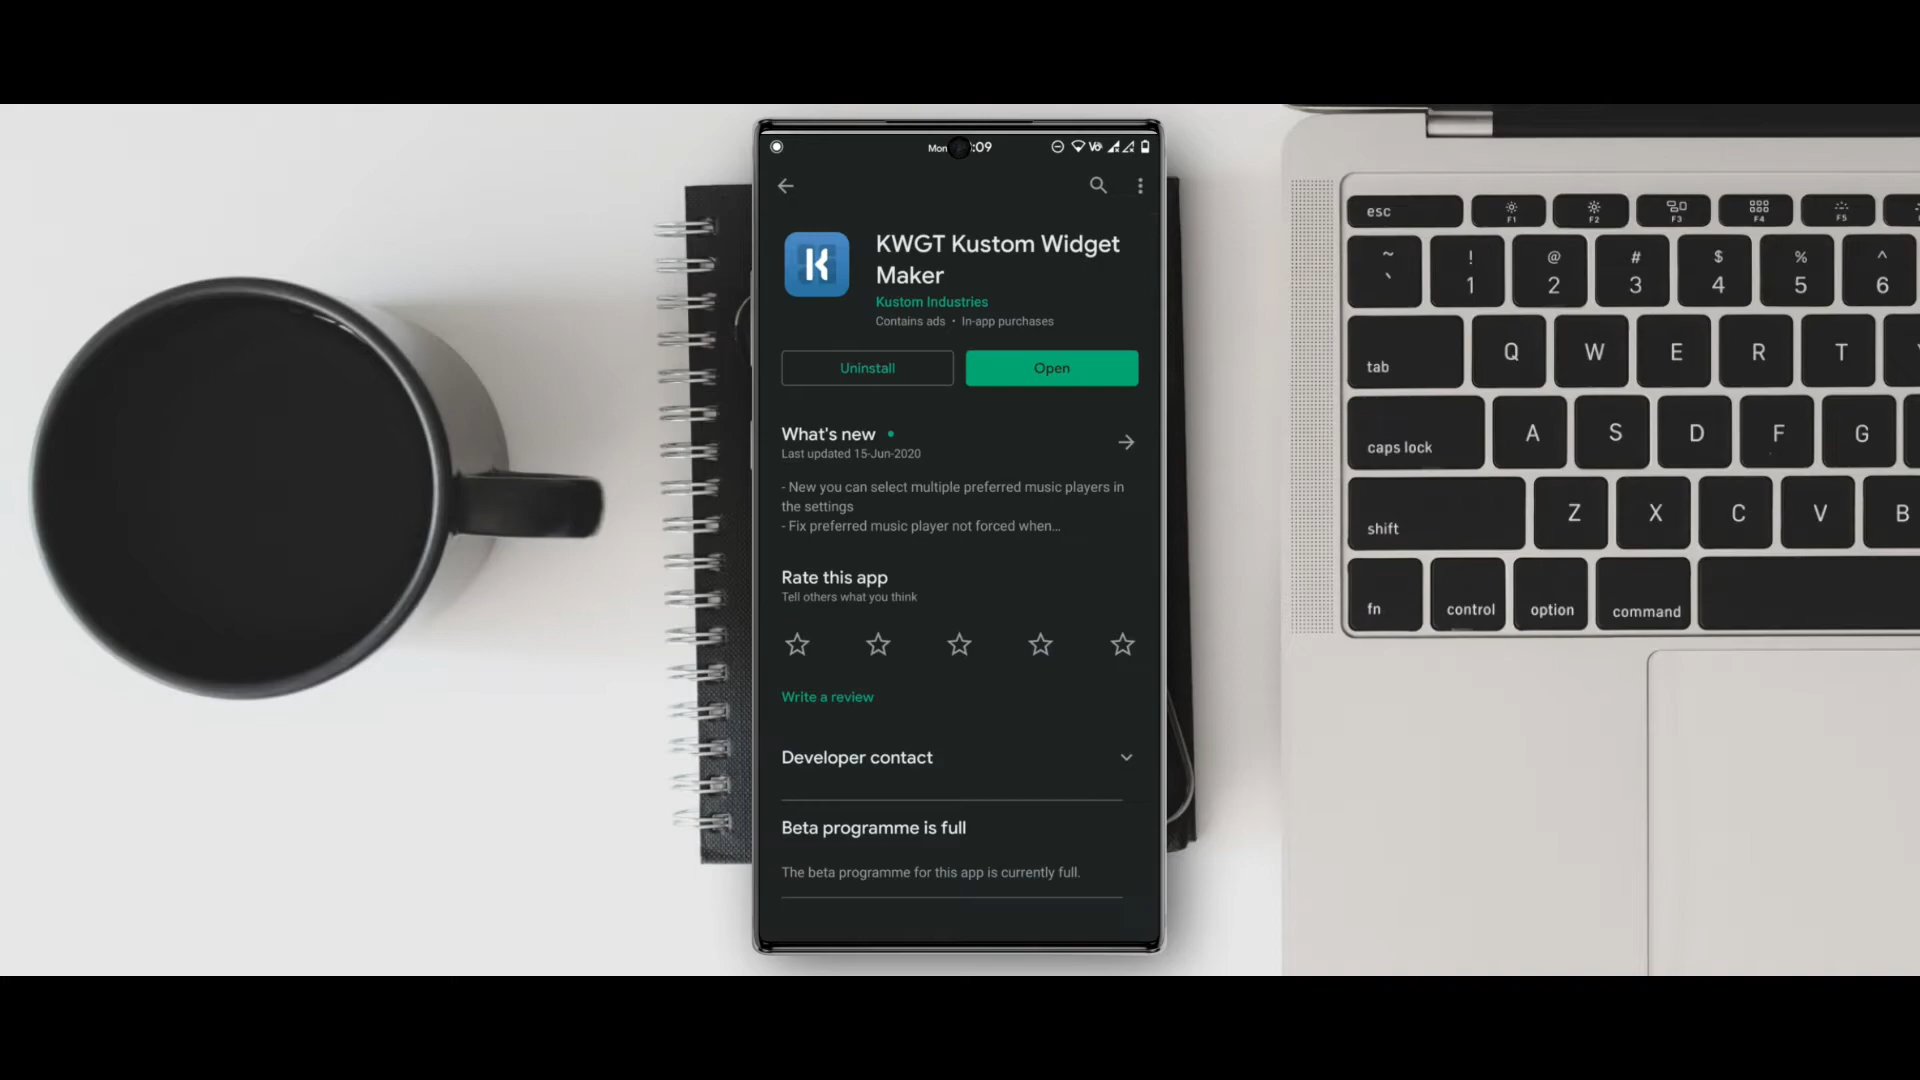 Mon :09
KWGT Kustom Widget
Maker
Kustom Industries
Contains ads • In-app purchases
Uninstall
Open
What's new
Last updated 15-Jun-2020
- New you can select multiple preferred music players in
the settings
- Fix preferred music player not forced when...
Rate this app
Tell others what you think
Write a review
Developer contact
Beta programme is full
The beta programme for this app is currently full.
esc F1 F2 F3 F4 F5
~ ! @ # $ % ^
` 1 2 3 4 5 6
tab Q W E R T
caps lock A S D F G
shift Z X C V B
fn control option command